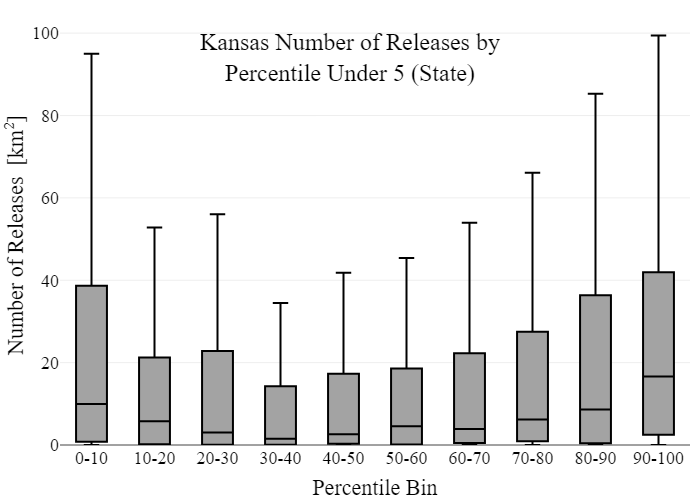 Kansas Number of Releases by
Percentile Under 5 (State)
Number of Releases [km²]
100
80
60
40
20
0
0-10 10-20 20-30 30-40 40-50 50-60 60-70 70-80 80-90 90-100
Percentile Bin